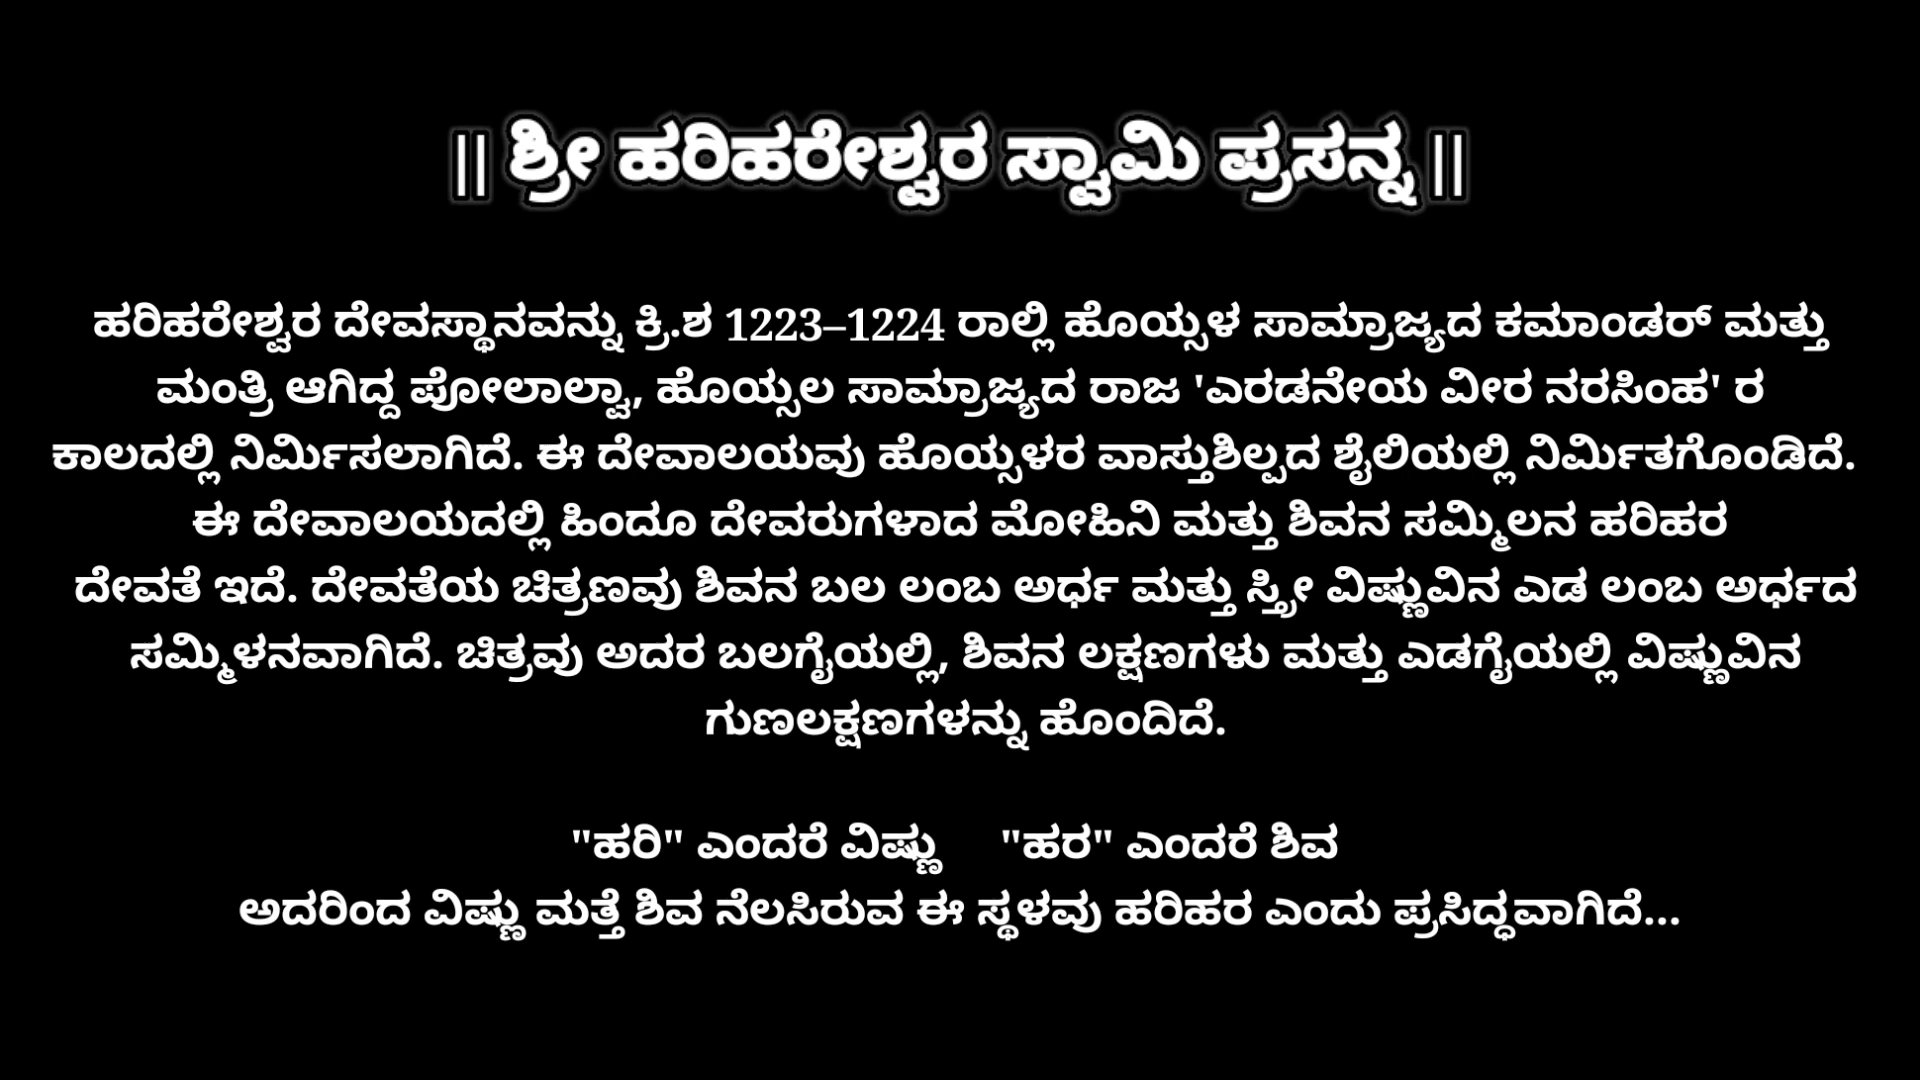 || ಶ್ರೀ ಹರಿಹರೇಶ್ವರ ಸ್ವಾಮಿ ಪ್ರಸನ್ನ ||
ಹರಿಹರೇಶ್ವರ ದೇವಸ್ಥಾನವನ್ನು ಕ್ರಿ.ಶ 1223–1224 ರಾಲ್ಲಿ ಹೊಯ್ಸಳ ಸಾಮ್ರಾಜ್ಯದ ಕಮಾಂಡರ್ ಮತ್ತು
ಮಂತ್ರಿ ಆಗಿದ್ದ ಪೋಲಾಲ್ವಾ, ಹೊಯ್ಸಲ ಸಾಮ್ರಾಜ್ಯದ ರಾಜ 'ಎರಡನೇಯ ವೀರ ನರಸಿಂಹ' ರ
ಕಾಲದಲ್ಲಿ ನಿರ್ಮಿಸಲಾಗಿದೆ. ಈ ದೇವಾಲಯವು ಹೊಯ್ಸಳರ ವಾಸ್ತುಶಿಲ್ಪದ ಶೈಲಿಯಲ್ಲಿ ನಿರ್ಮಿತಗೊಂಡಿದೆ.
ಈ ದೇವಾಲಯದಲ್ಲಿ ಹಿಂದೂ ದೇವರುಗಳಾದ ಮೋಹಿನಿ ಮತ್ತು ಶಿವನ ಸಮ್ಮಿಲನ ಹರಿಹರ
ದೇವತೆ ಇದೆ. ದೇವತೆಯ ಚಿತ್ರಣವು ಶಿವನ ಬಲ ಲಂಬ ಅರ್ಧ ಮತ್ತು ಸ್ತ್ರೀ ವಿಷ್ಣುವಿನ ಎಡ ಲಂಬ ಅರ್ಧದ
ಸಮ್ಮಿಳನವಾಗಿದೆ. ಚಿತ್ರವು ಅದರ ಬಲಗೈಯಲ್ಲಿ, ಶಿವನ ಲಕ್ಷಣಗಳು ಮತ್ತು ಎಡಗೈಯಲ್ಲಿ ವಿಷ್ಣುವಿನ
ಗುಣಲಕ್ಷಣಗಳನ್ನು ಹೊಂದಿದೆ.
"ಹರಿ" ಎಂದರೆ ವಿಷ್ಣು "ಹರ" ಎಂದರೆ ಶಿವ
ಅದರಿಂದ ವಿಷ್ಣು ಮತ್ತೆ ಶಿವ ನೆಲಸಿರುವ ಈ ಸ್ಥಳವು ಹರಿಹರ ಎಂದು ಪ್ರಸಿದ್ಧವಾಗಿದೆ...